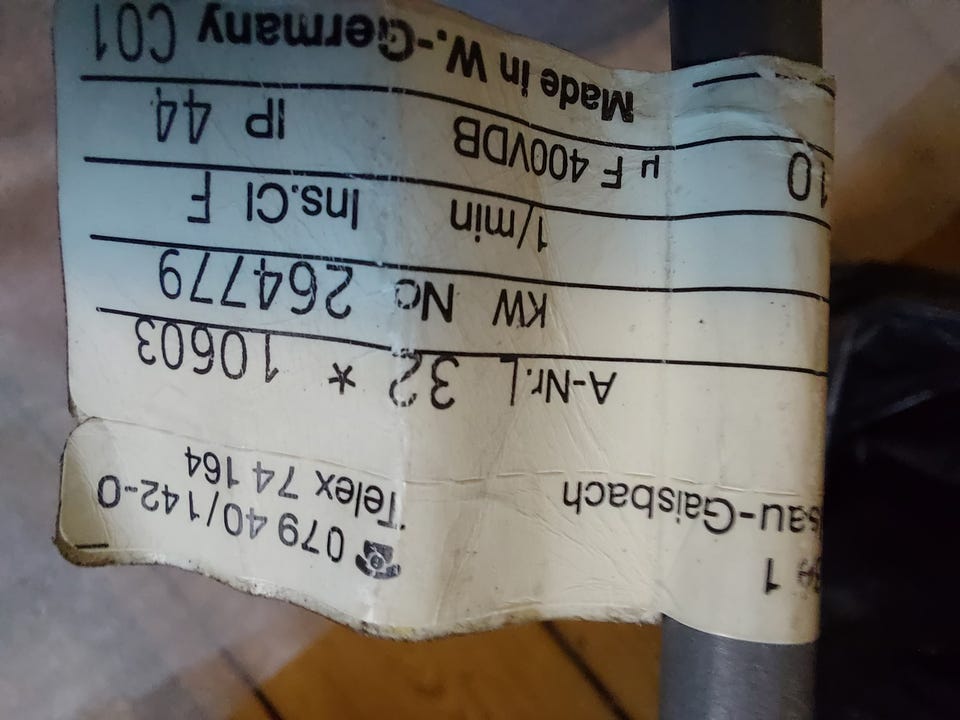 1 ☎ 079 40/142-0
sau-Gaisbach Telex 74 164
A-Nr.L 32 * 10603
KW No 264779
1/min Ins.Cl F
10 µF 400VDB IP 44
Made in W.-Germany C01